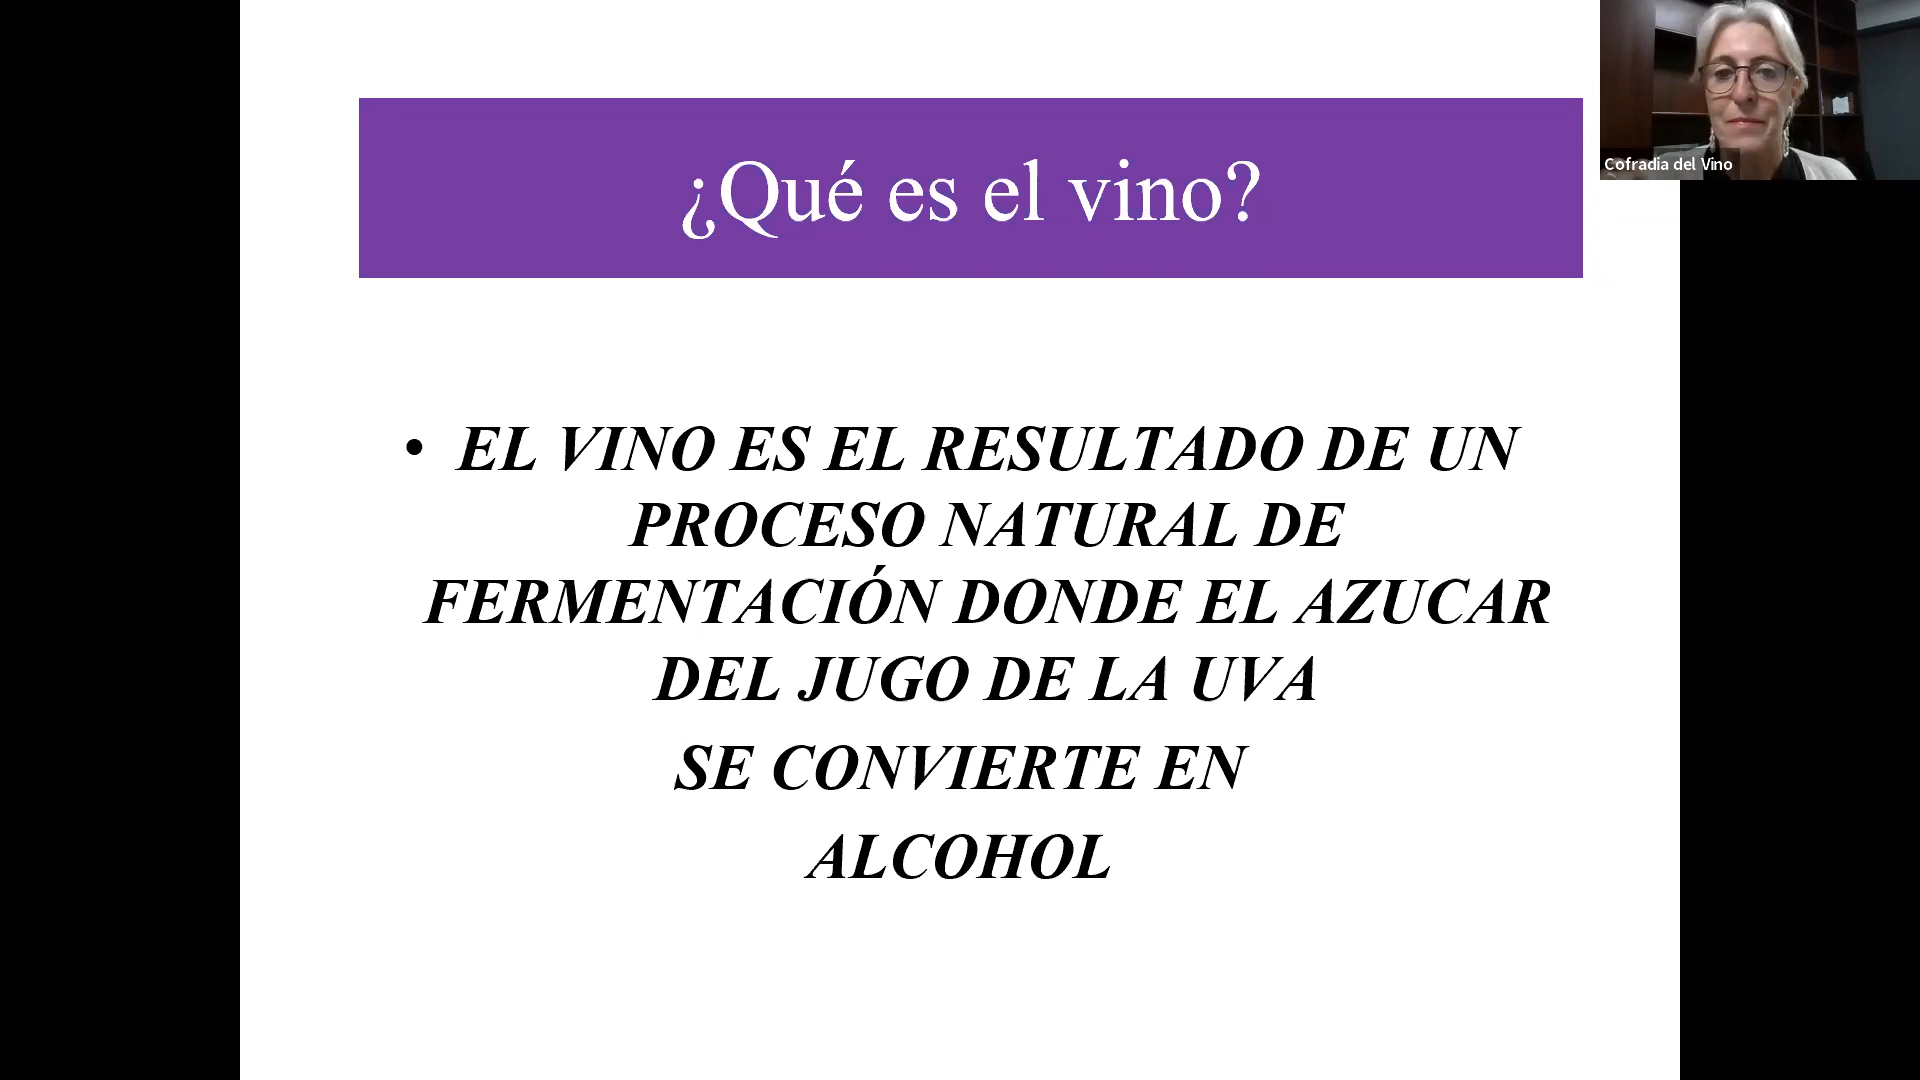 ¿Qué es el vino?
Cofradia del Vino
• EL VINO ES EL RESULTADO DE UN
PROCESO NATURAL DE
FERMENTACIÓN DONDE EL AZUCAR
DEL JUGO DE LA UVA
SE CONVIERTE EN
ALCOHOL